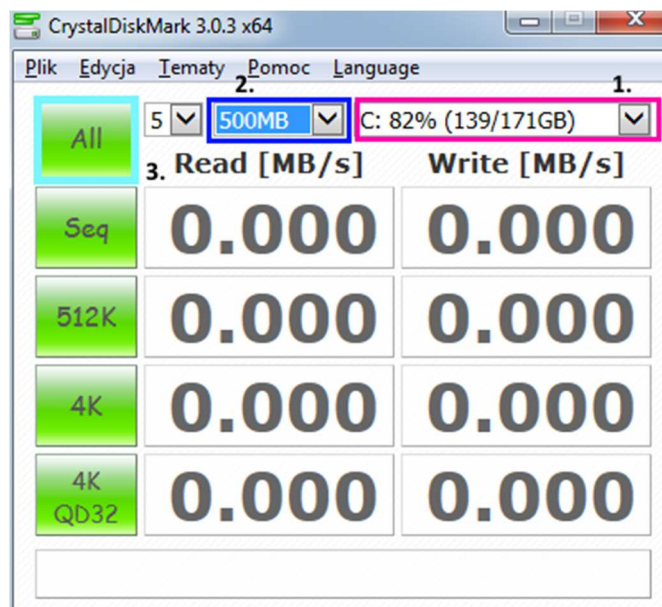 CrystalDiskMark 3.0.3 x64
Plik Edycja Tematy Pomoc Language
2. 1.
All 5 500MB C: 82% (139/171GB)
3. Read [MB/s] Write [MB/s]
Seq 0.000 0.000
512K 0.000 0.000
4K 0.000 0.000
4K
QD32 0.000 0.000